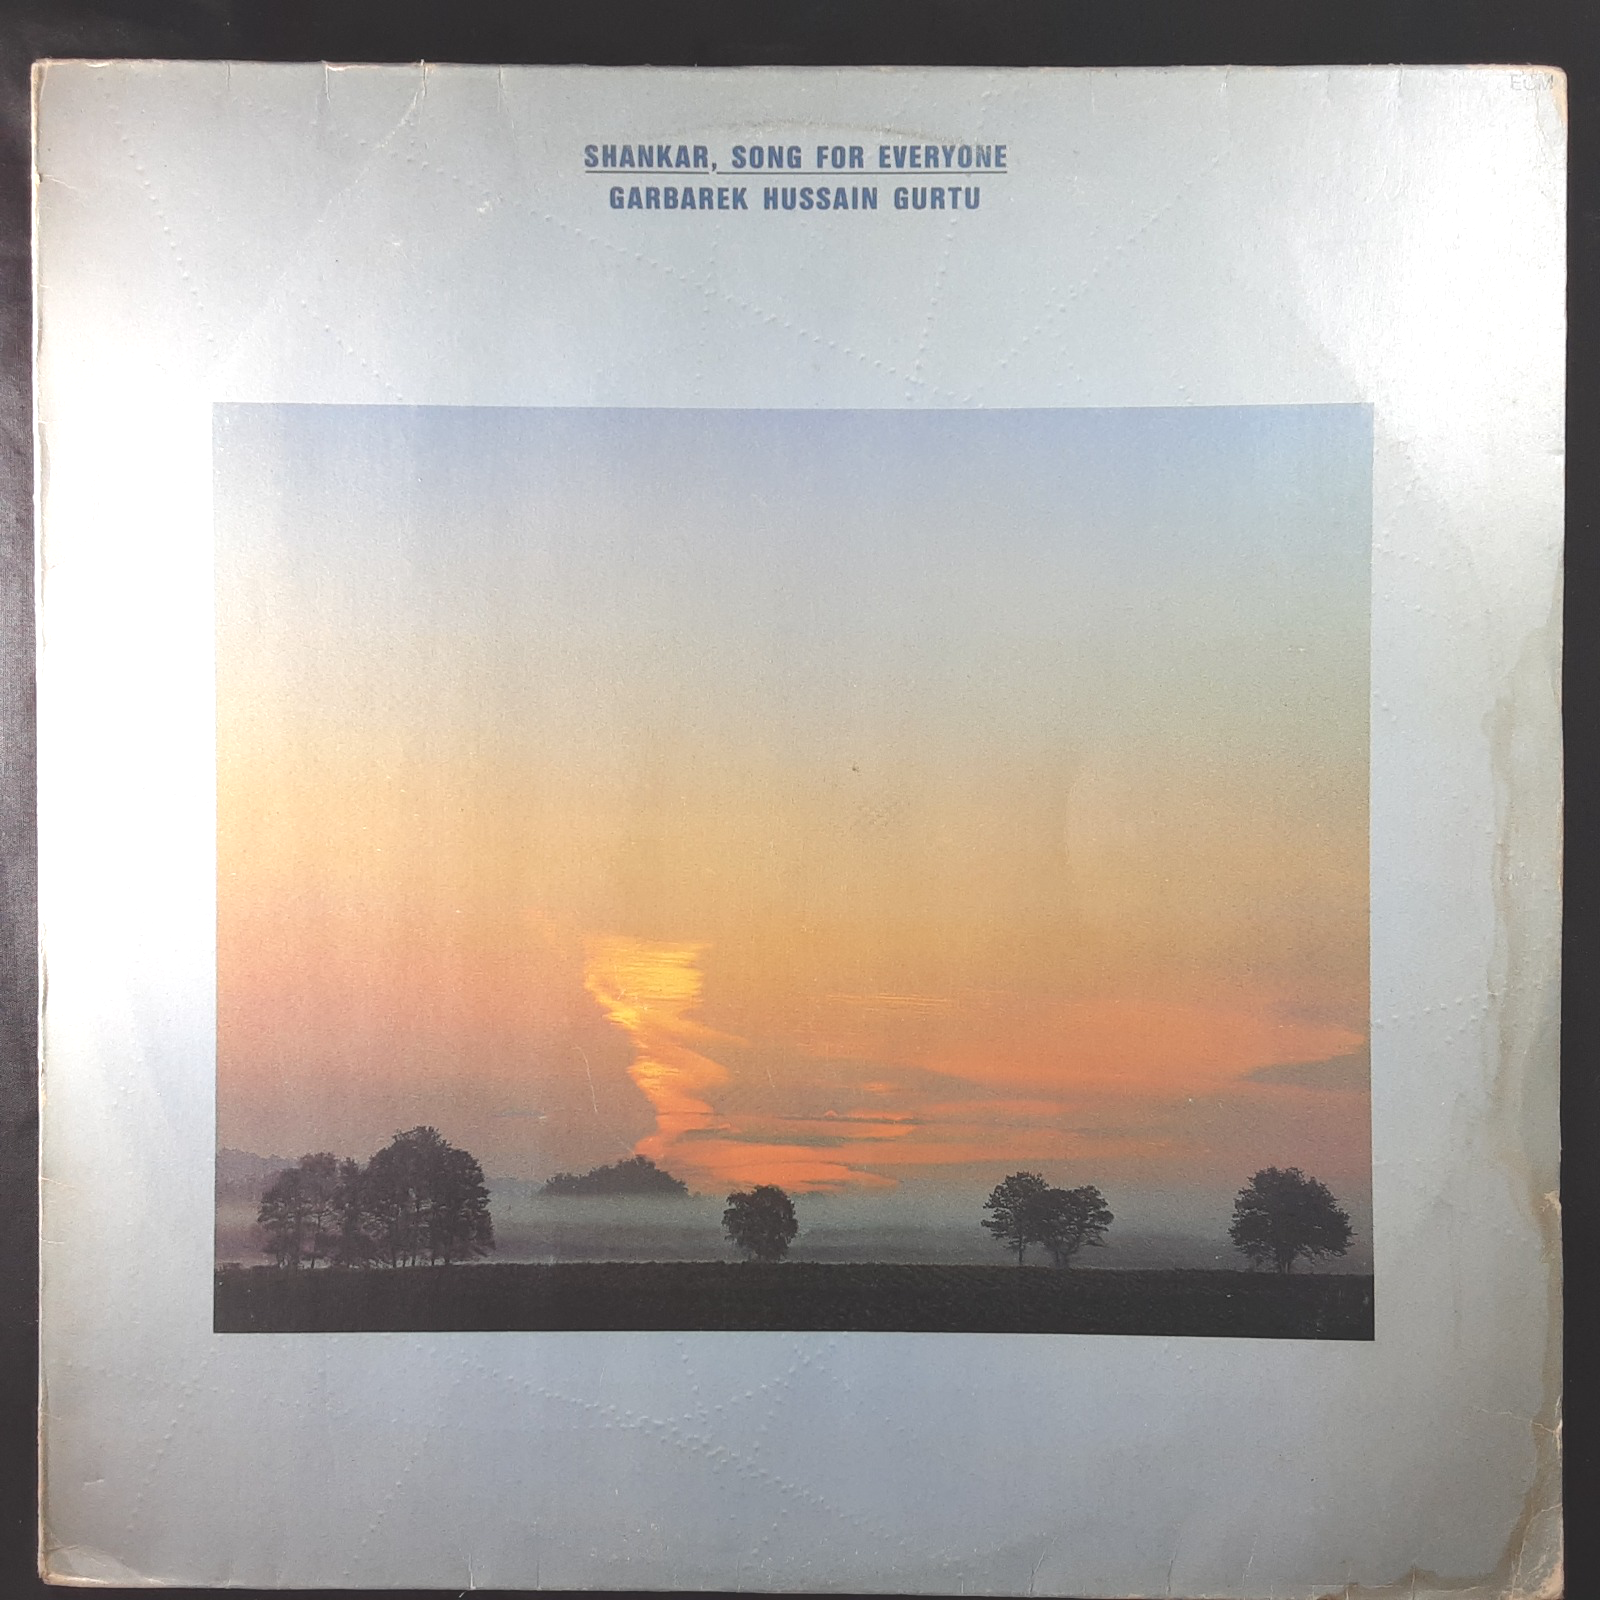 ECM
SHANKAR, SONG FOR EVERYONE
GARBAREK HUSSAIN GURTU